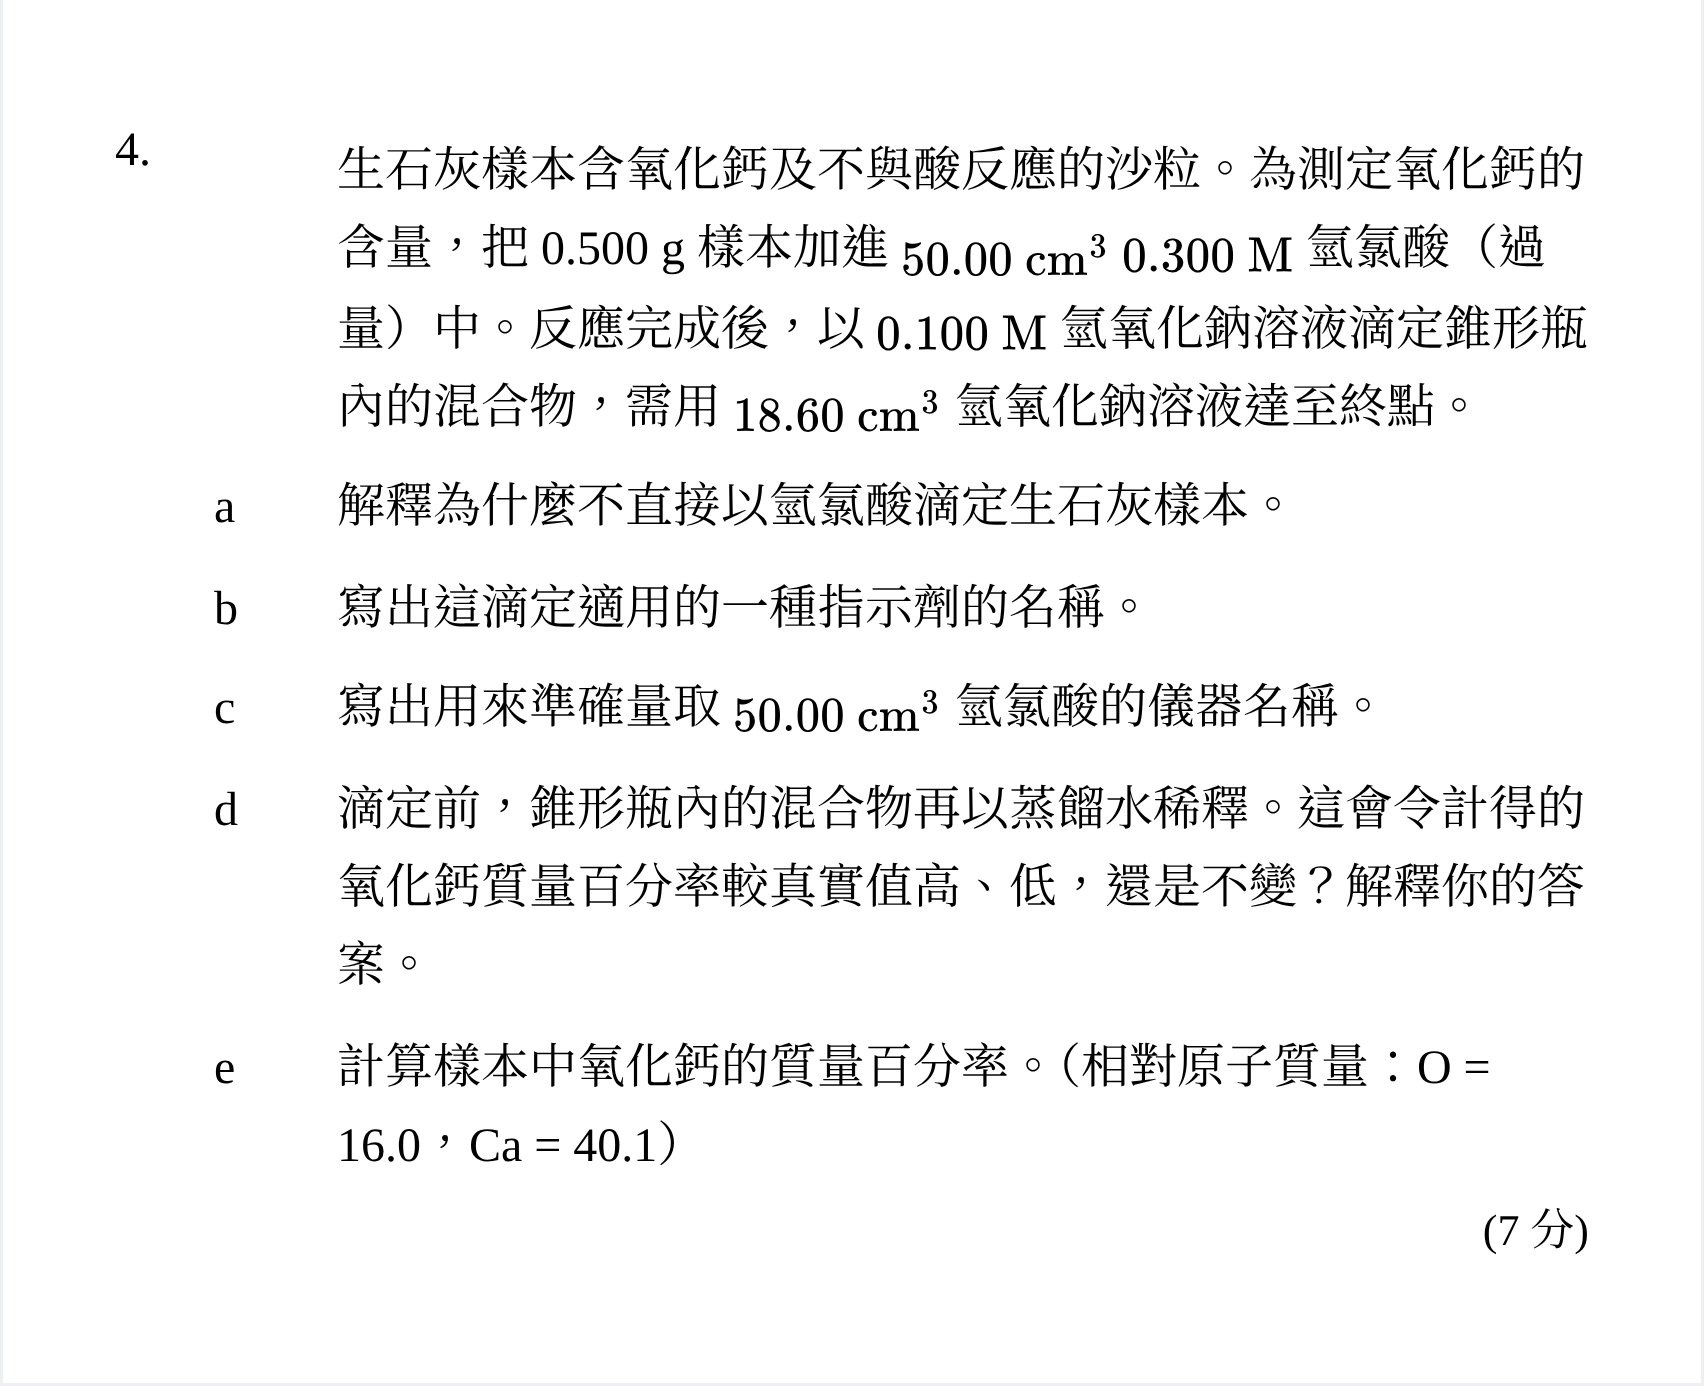 4. 生石灰樣本含氧化鈣及不與酸反應的沙粒。為測定氧化鈣的
含量，把 0.500 g 樣本加進 50.00 cm³ 0.300 M 氫氯酸（過
量）中。反應完成後，以 0.100 M 氫氧化鈉溶液滴定錐形瓶
內的混合物，需用 18.60 cm³ 氫氧化鈉溶液達至終點。
a 解釋為什麼不直接以氫氯酸滴定生石灰樣本。
b 寫出這滴定適用的一種指示劑的名稱。
c 寫出用來準確量取 50.00 cm³ 氫氯酸的儀器名稱。
d 滴定前，錐形瓶內的混合物再以蒸餾水稀釋。這會令計得的
氧化鈣質量百分率較真實值高、低，還是不變？解釋你的答
案。
e 計算樣本中氧化鈣的質量百分率。（相對原子質量：O =
16.0，Ca = 40.1）
(7 分)